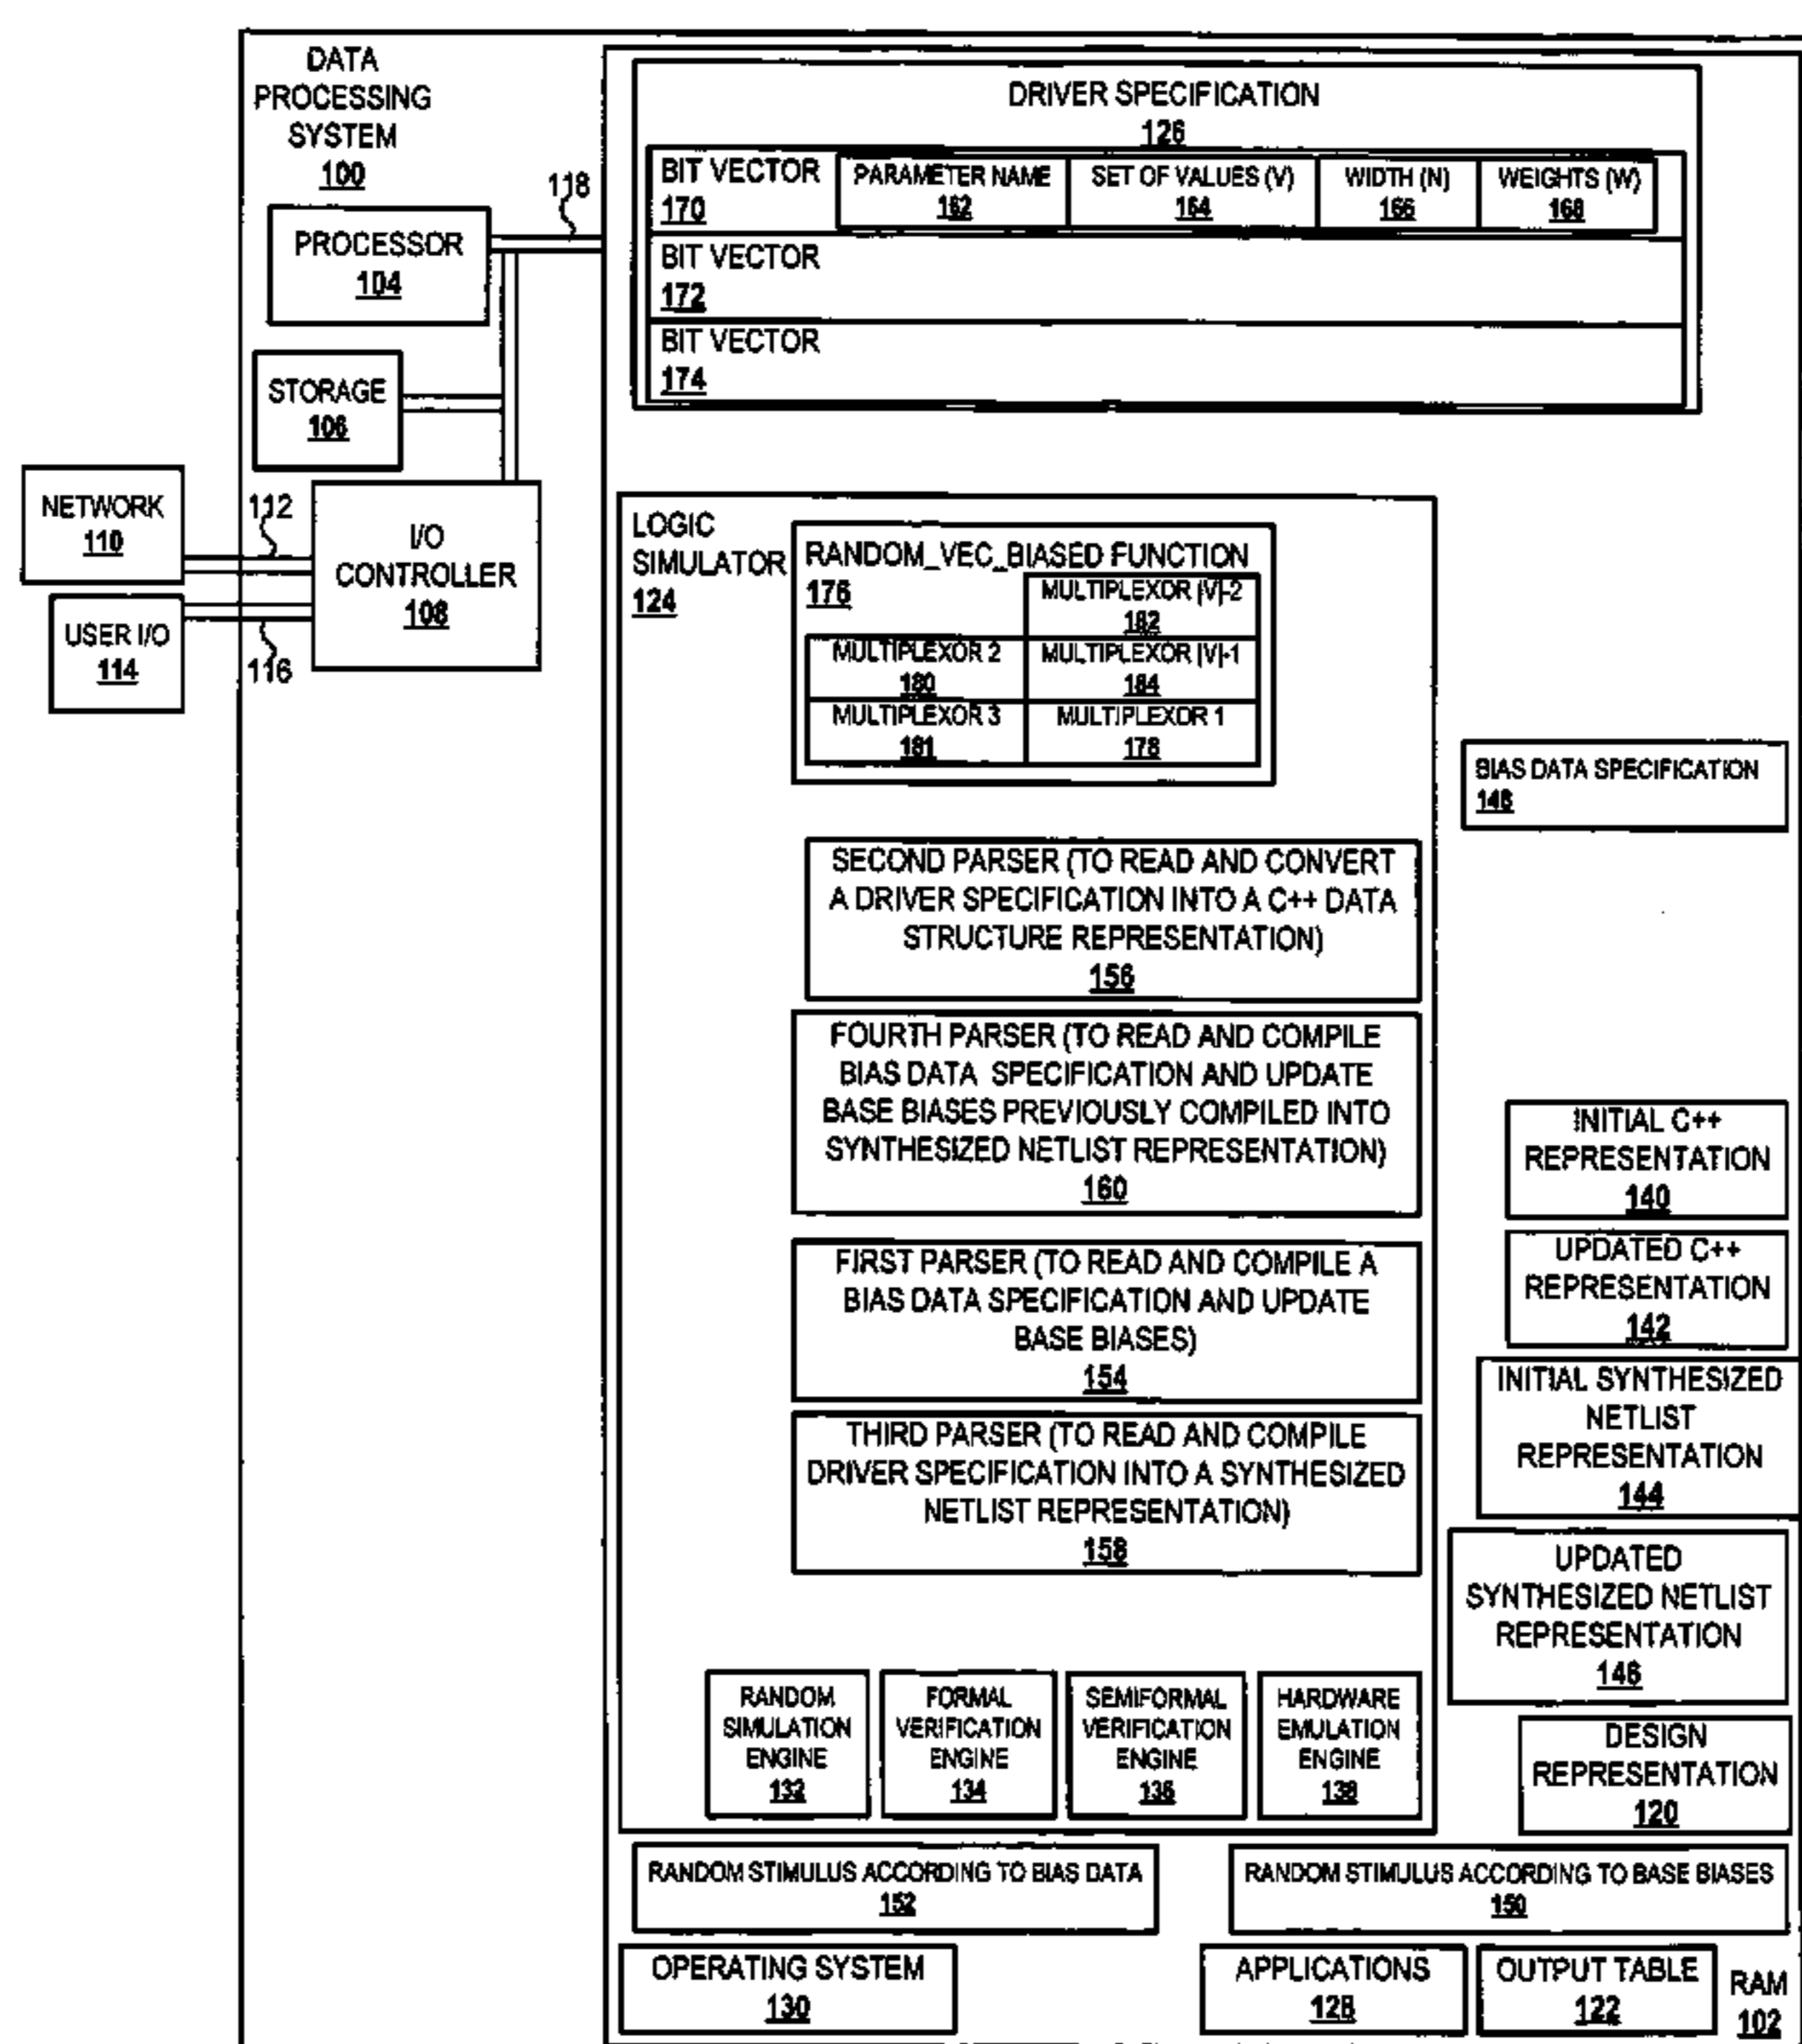 DATA
PROCESSING
SYSTEM
100
118
PROCESSOR
104
STORAGE
106
NETWORK
110
112
I/O
CONTROLLER
108
USER I/O
114
116
DRIVER SPECIFICATION
126
BIT VECTOR
170
PARAMETER NAME
162
SET OF VALUES (V)
164
WIDTH (N)
166
WEIGHTS (W)
168
BIT VECTOR
172
BIT VECTOR
174
LOGIC
SIMULATOR
124
RANDOM_VEC_BIASED FUNCTION
176
MULTIPLEXOR |V|-2
182
MULTIPLEXOR 2
180
MULTIPLEXOR |V|-1
184
MULTIPLEXOR 3
181
MULTIPLEXOR 1
178
BIAS DATA SPECIFICATION
148
SECOND PARSER (TO READ AND CONVERT
A DRIVER SPECIFICATION INTO A C++ DATA
STRUCTURE REPRESENTATION)
156
FOURTH PARSER (TO READ AND COMPILE
BIAS DATA SPECIFICATION AND UPDATE
BASE BIASES PREVIOUSLY COMPILED INTO
SYNTHESIZED NETLIST REPRESENTATION)
160
INITIAL C++
REPRESENTATION
140
FIRST PARSER (TO READ AND COMPILE A
BIAS DATA SPECIFICATION AND UPDATE
BASE BIASES)
154
UPDATED C++
REPRESENTATION
142
THIRD PARSER (TO READ AND COMPILE
DRIVER SPECIFICATION INTO A SYNTHESIZED
NETLIST REPRESENTATION)
158
INITIAL SYNTHESIZED
NETLIST
REPRESENTATION
144
UPDATED
SYNTHESIZED NETLIST
REPRESENTATION
146
RANDOM
SIMULATION
ENGINE
132
FORMAL
VERIFICATION
ENGINE
134
SEMIFORMAL
VERIFICATION
ENGINE
136
HARDWARE
EMULATION
ENGINE
138
DESIGN
REPRESENTATION
120
RANDOM STIMULUS ACCORDING TO BIAS DATA
152
RANDOM STIMULUS ACCORDING TO BASE BIASES
150
OPERATING SYSTEM
130
APPLICATIONS
128
OUTPUT TABLE
122
RAM
102